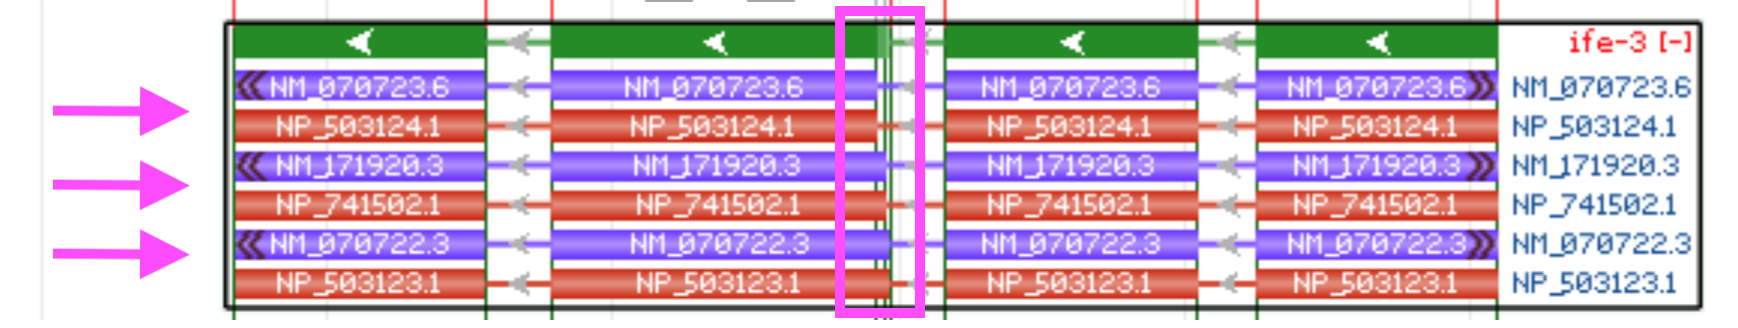 ife-3 [-]
NM_070723.6 NM_070723.6 NM_070723.6 NM_070723.6 NM_070723.6
NP_503124.1 NP_503124.1 NP_503124.1 NP_503124.1 NP_503124.1
NM_171920.3 NM_171920.3 NM_171920.3 NM_171920.3 NM_171920.3
NP_741502.1 NP_741502.1 NP_741502.1 NP_741502.1 NP_741502.1
NM_070722.3 NM_070722.3 NM_070722.3 NM_070722.3 NM_070722.3
NP_503123.1 NP_503123.1 NP_503123.1 NP_503123.1 NP_503123.1